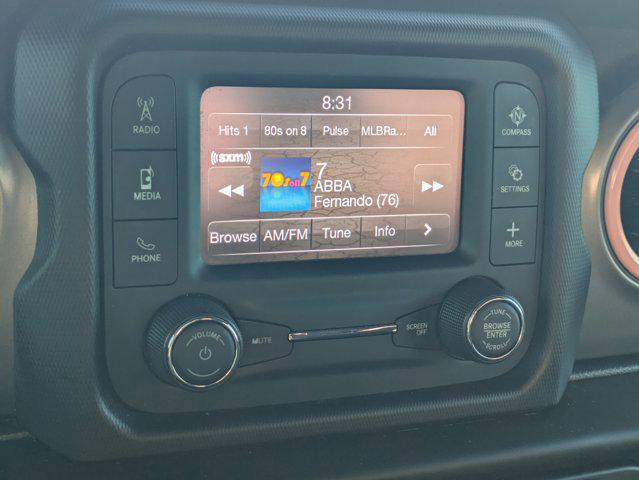 8:31
Hits 1 80s on 8 Pulse MLBRa... All
((sxm))
70s on 7
7
ABBA
Fernando (76)
Browse AM/FM Tune Info
RADIO
MEDIA
PHONE
COMPASS
SETTINGS
MORE
VOLUME
MUTE
SCREEN
OFF
TUNE
BROWSE
ENTER
SCROLL